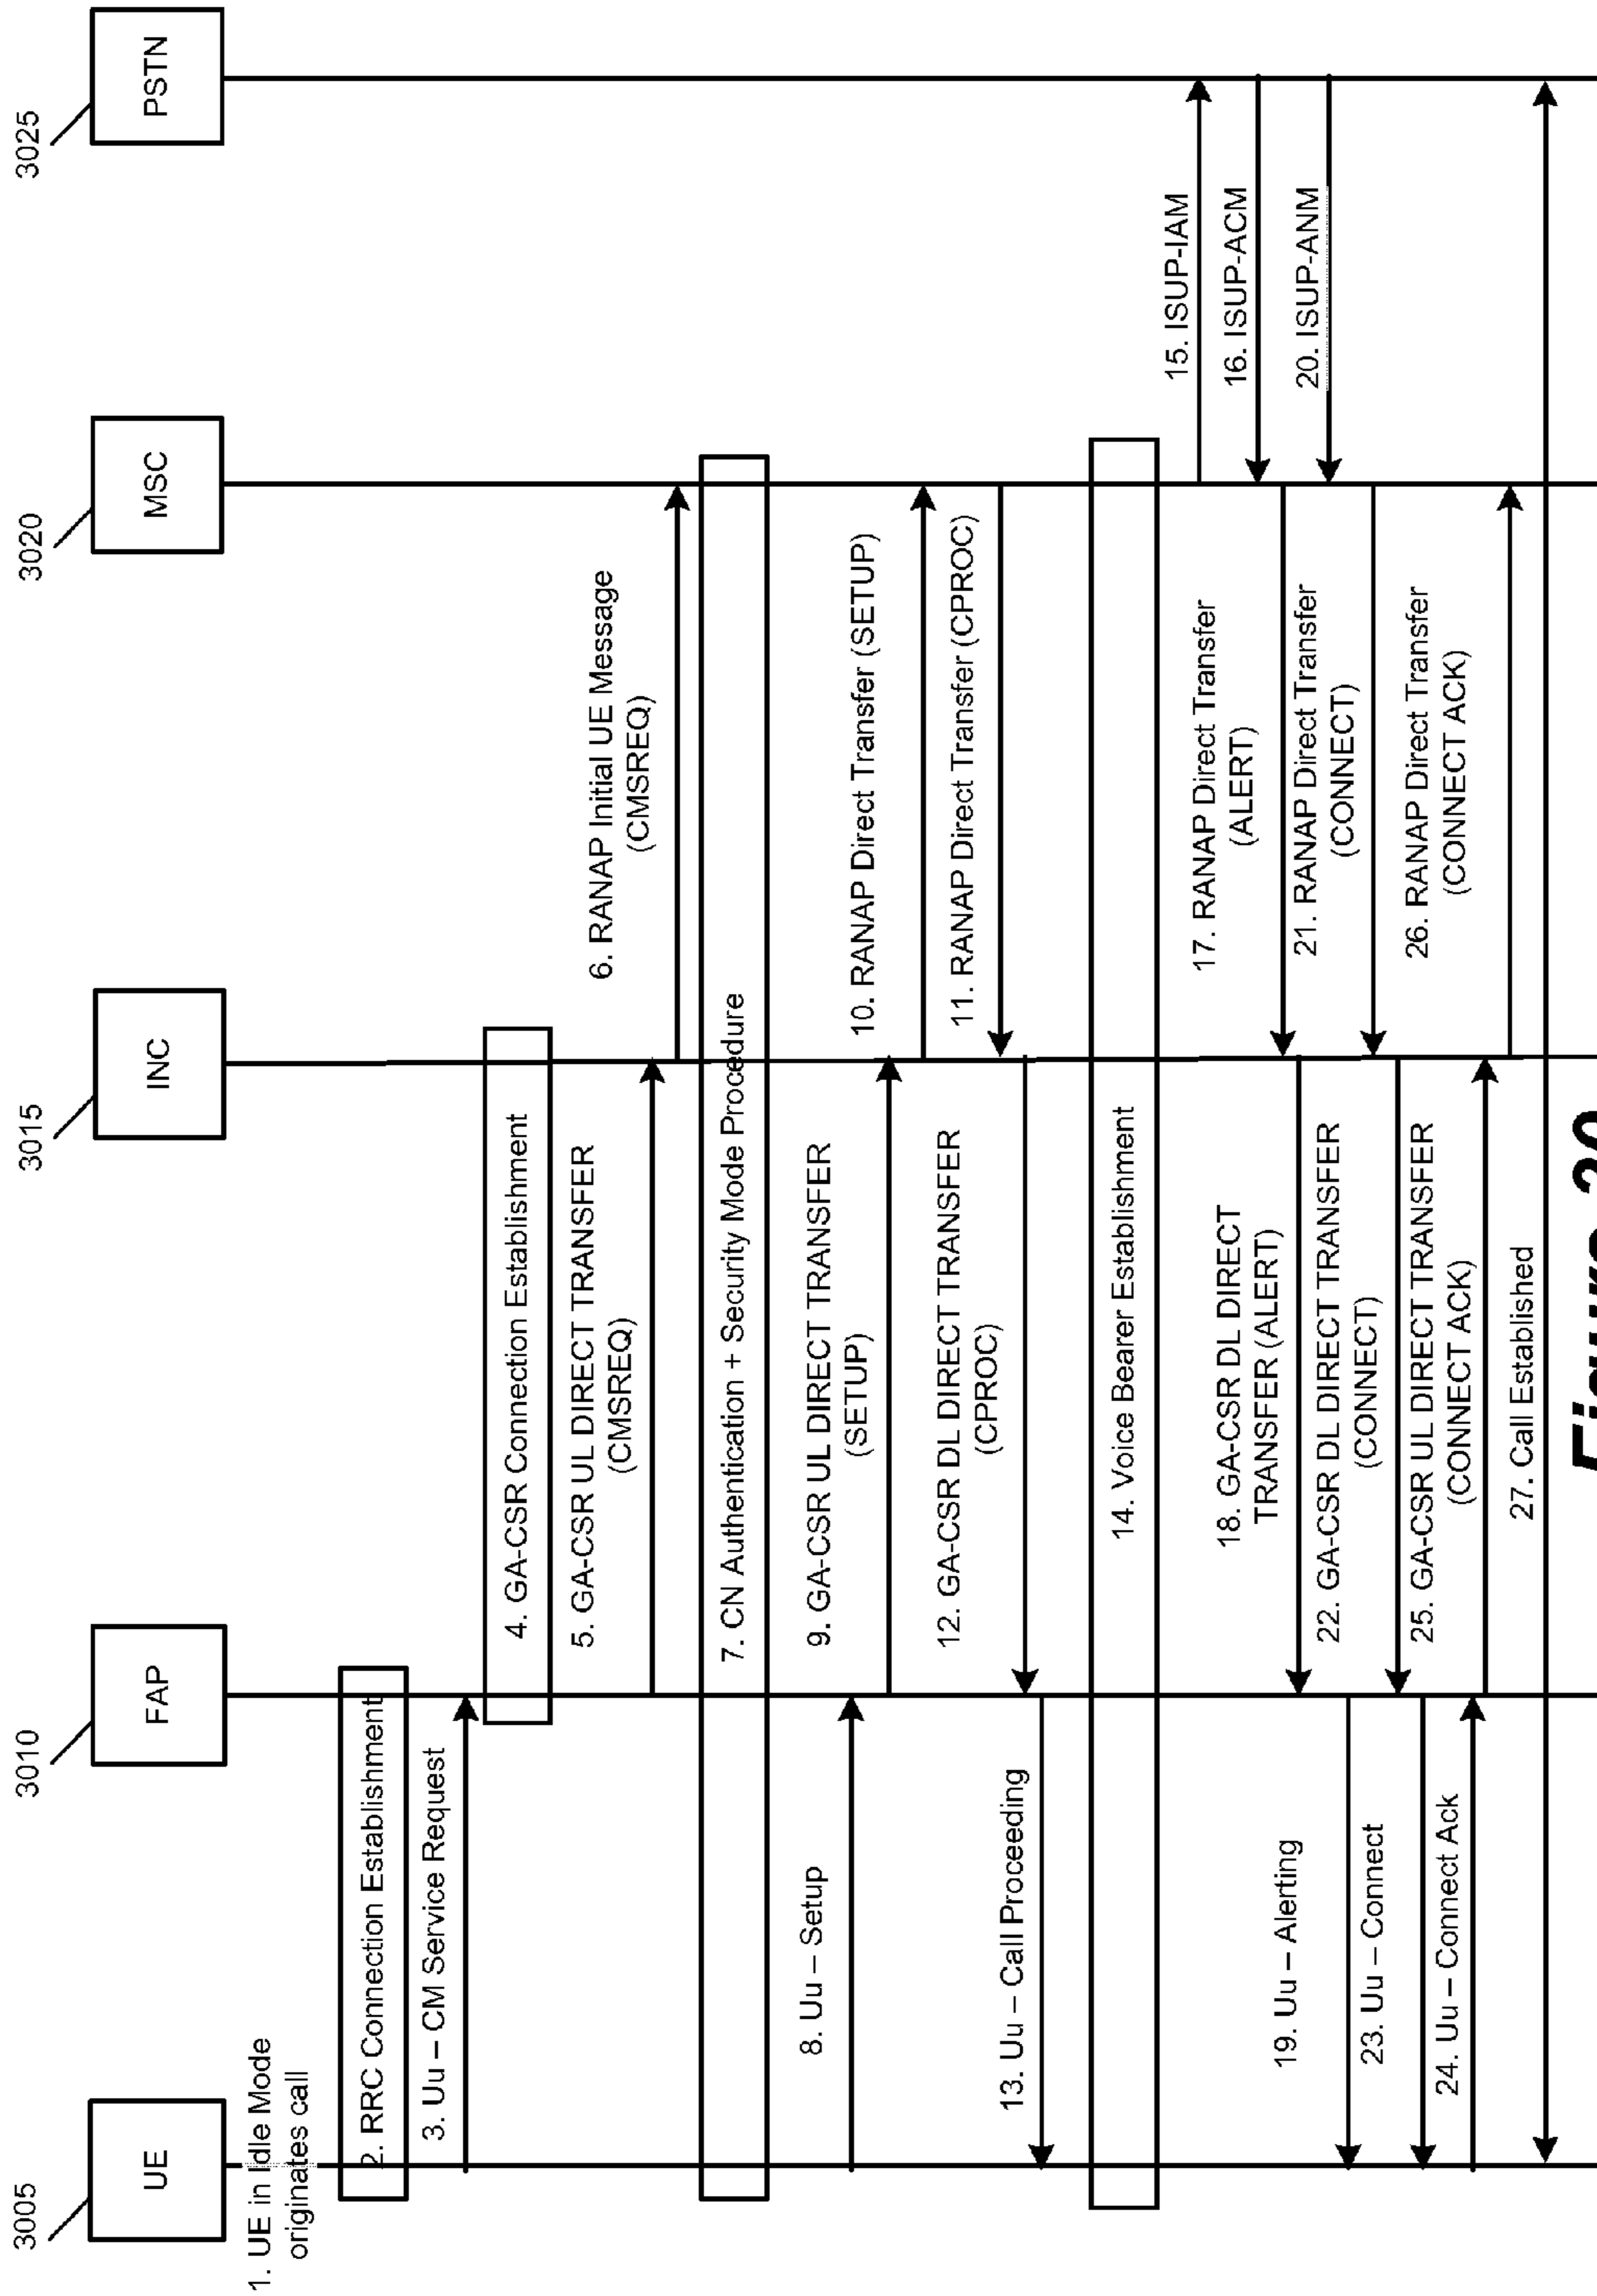 3005
3010
3015
3020
3025
UE
FAP
INC
MSC
PSTN
1. UE in Idle Mode
originates call
2. RRC Connection Establishment
3. Uu – CM Service Request
4. GA-CSR Connection Establishment
5. GA-CSR UL DIRECT TRANSFER
(CMSREQ)
6. RANAP Initial UE Message
(CMSREQ)
7. CN Authentication + Security Mode Procedure
8. Uu – Setup
9. GA-CSR UL DIRECT TRANSFER
(SETUP)
10. RANAP Direct Transfer (SETUP)
11. RANAP Direct Transfer (CPROC)
12. GA-CSR DL DIRECT TRANSFER
(CPROC)
13. Uu – Call Proceeding
14. Voice Bearer Establishment
15. ISUP-IAM
16. ISUP-ACM
17. RANAP Direct Transfer
(ALERT)
18. GA-CSR DL DIRECT
TRANSFER (ALERT)
19. Uu – Alerting
20. ISUP-ANM
21. RANAP Direct Transfer
(CONNECT)
22. GA-CSR DL DIRECT TRANSFER
(CONNECT)
23. Uu – Connect
24. Uu – Connect Ack
25. GA-CSR UL DIRECT TRANSFER
(CONNECT ACK)
26. RANAP Direct Transfer
(CONNECT ACK)
27. Call Established
Figure